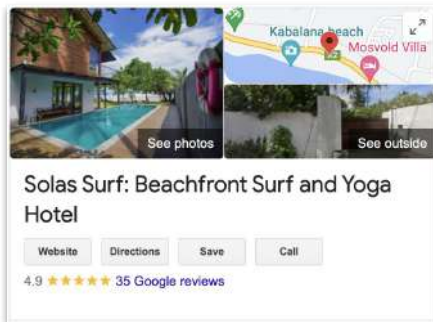 Kabalana beach
Mosvold Villa
See photos
See outside
Solas Surf: Beachfront Surf and Yoga
Hotel
Website
Directions
Save
Call
4.9 ★★★★★ 35 Google reviews